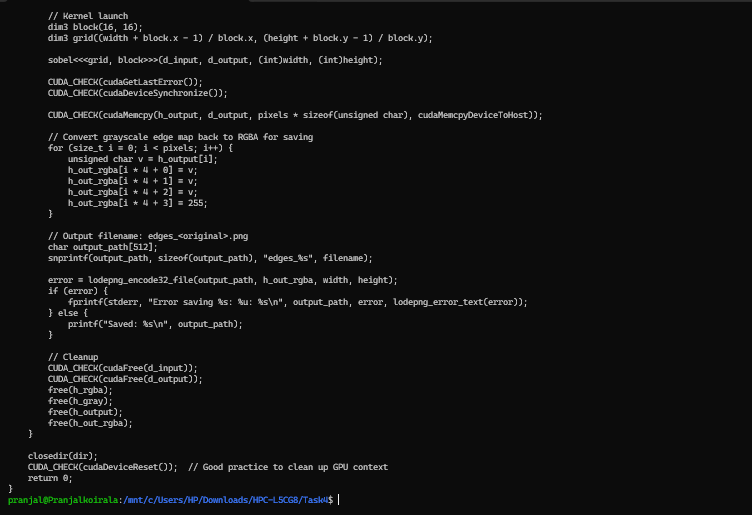 // Kernel launch
dim3 block(16, 16);
dim3 grid((width + block.x - 1) / block.x, (height + block.y - 1) / block.y);
sobel<<<grid, block>>>(d_input, d_output, (int)width, (int)height);
CUDA_CHECK(cudaGetLastError());
CUDA_CHECK(cudaDeviceSynchronize());
CUDA_CHECK(cudaMemcpy(h_output, d_output, pixels * sizeof(unsigned char), cudaMemcpyDeviceToHost));
// Convert grayscale edge map back to RGBA for saving
for (size_t i = 0; i < pixels; i++) {
unsigned char v = h_output[i];
h_out_rgba[i * 4 + 0] = v;
h_out_rgba[i * 4 + 1] = v;
h_out_rgba[i * 4 + 2] = v;
h_out_rgba[i * 4 + 3] = 255;
}
// Output filename: edges_<original>.png
char output_path[512];
snprintf(output_path, sizeof(output_path), "edges_%s", filename);
error = lodepng_encode32_file(output_path, h_out_rgba, width, height);
if (error) {
fprintf(stderr, "Error saving %s: %u: %s\n", output_path, error, lodepng_error_text(error));
} else {
printf("Saved: %s\n", output_path);
}
// Cleanup
CUDA_CHECK(cudaFree(d_input));
CUDA_CHECK(cudaFree(d_output));
free(h_rgba);
free(h_gray);
free(h_output);
free(h_out_rgba);
}
closedir(dir);
CUDA_CHECK(cudaDeviceReset());  // Good practice to clean up GPU context
return 0;
}
pranjal@Pranjalkoirala:/mnt/c/Users/HP/Downloads/HPC-L5CG8/Task4$